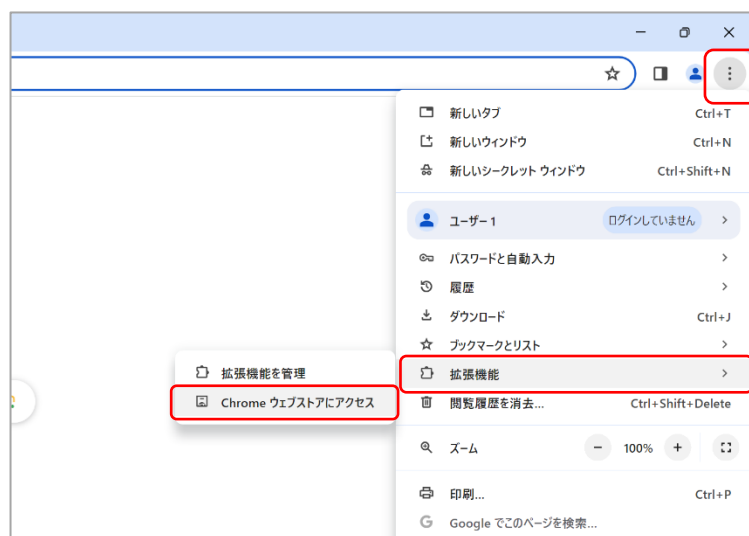 新しいタブ Ctrl+T
新しいウィンドウ Ctrl+N
新しいシークレット ウィンドウ Ctrl+Shift+N
ユーザー 1 ログインしていません
パスワードと自動入力
履歴
ダウンロード Ctrl+J
ブックマークとリスト
拡張機能
拡張機能を管理
Chrome ウェブストアにアクセス
閲覧履歴を消去... Ctrl+Shift+Delete
ズーム − 100% +
印刷... Ctrl+P
G Google でこのページを検索...